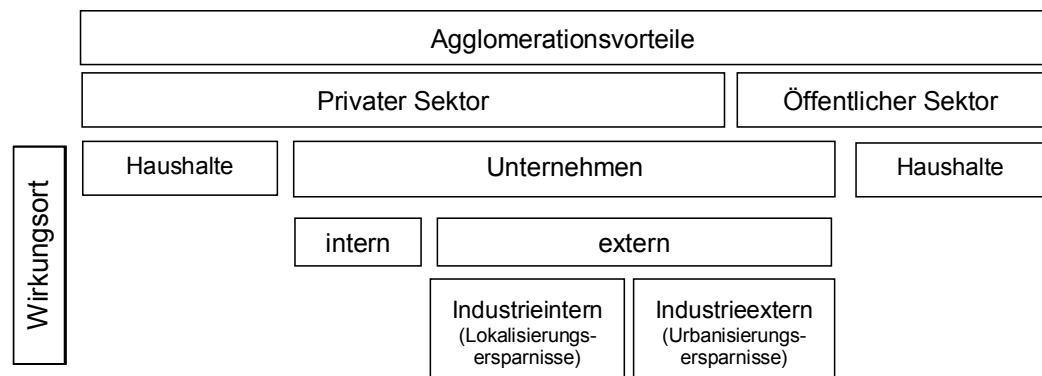 Agglomerationsvorteile
Privater Sektor
Öffentlicher Sektor
Wirkungsort
Haushalte
Unternehmen
Haushalte
intern
extern
Industrieintern
(Lokalisierungs-
ersparnisse)
Industrieextern
(Urbanisierungs-
ersparnisse)